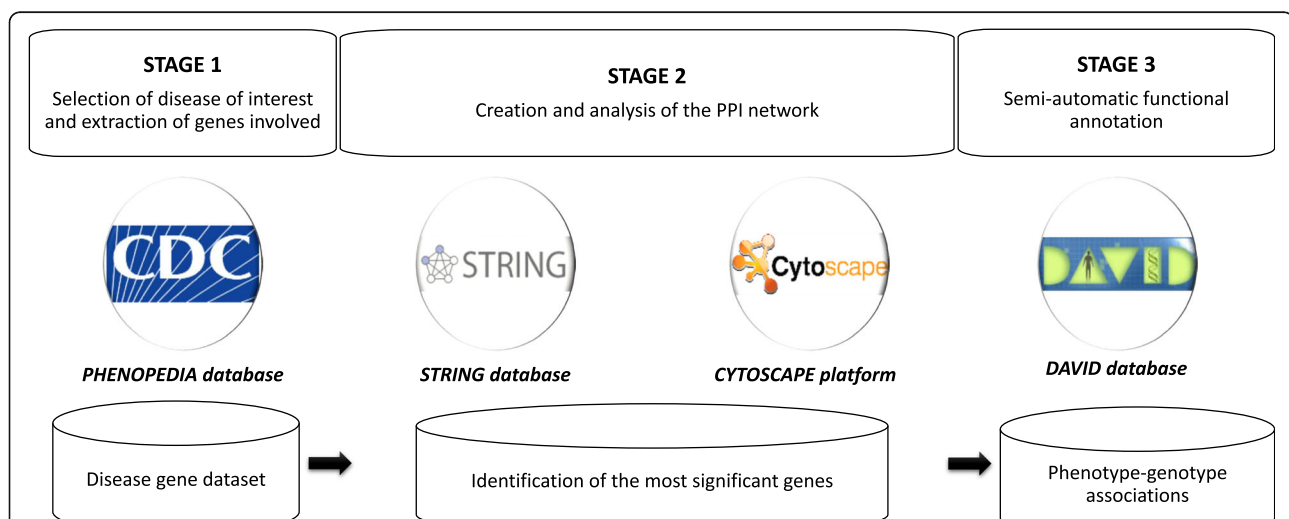 STAGE 1
Selection of disease of interest
and extraction of genes involved
STAGE 2
Creation and analysis of the PPI network
STAGE 3
Semi-automatic functional
annotation
CDC
STRING
Cytoscape
DAVID
PHENOPEDIA database
STRING database
CYTOSCAPE platform
DAVID database
Disease gene dataset
Identification of the most significant genes
Phenotype-genotype
associations